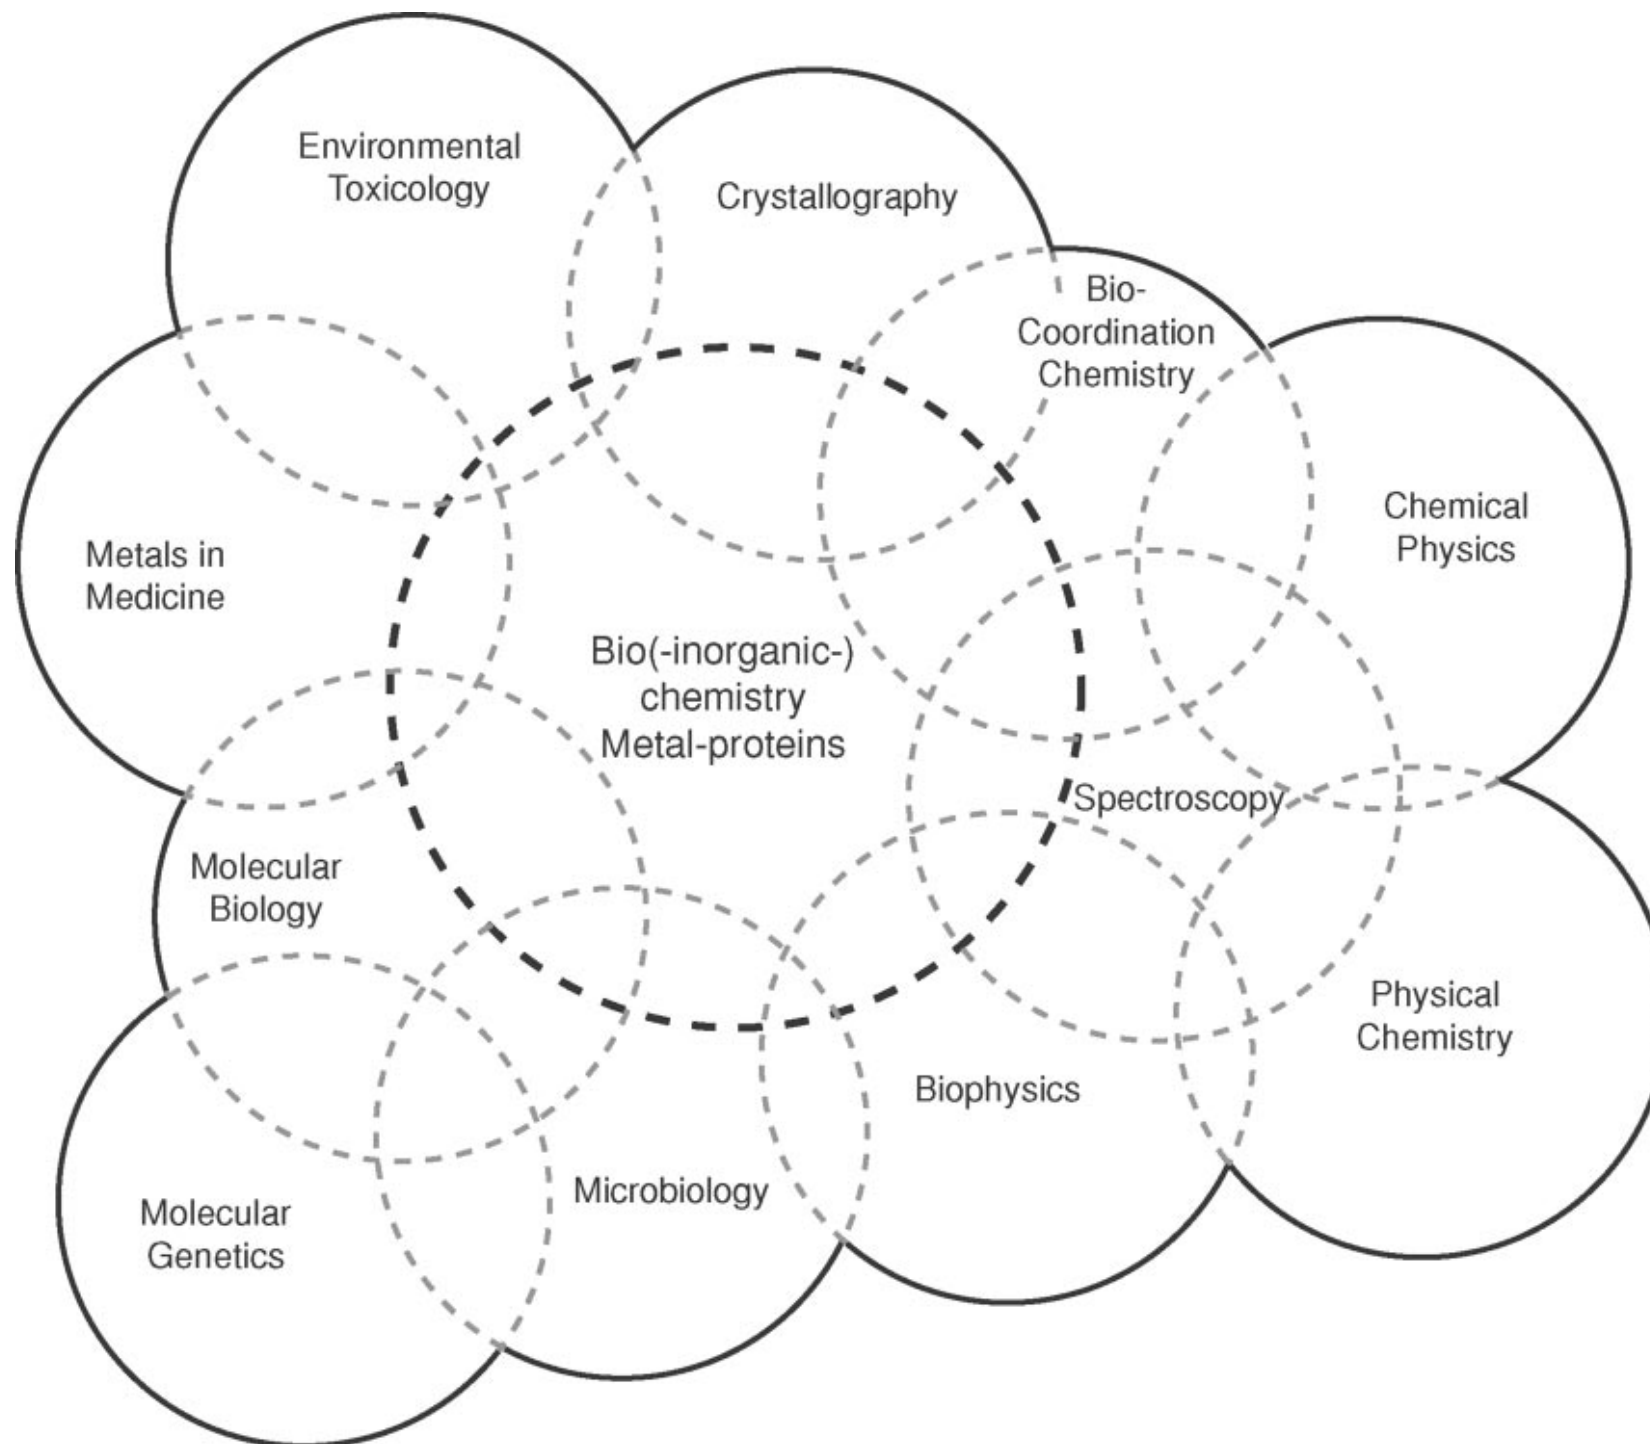 Environmental
Toxicology
Crystallography
Bio-
Coordination
Chemistry
Chemical
Physics
Metals in
Medicine
Bio(-inorganic-)
chemistry
Metal-proteins
Spectroscopy
Molecular
Biology
Physical
Chemistry
Biophysics
Microbiology
Molecular
Genetics